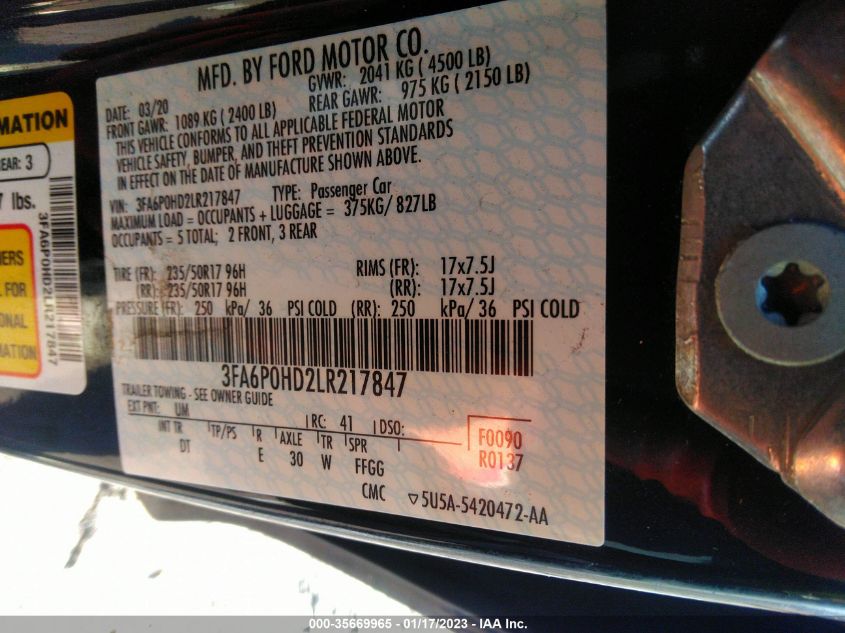 MFD. BY FORD MOTOR CO.
DATE: 03/20
GVWR: 2041 KG ( 4500 LB)
FRONT GAWR: 1089 KG ( 2400 LB)
REAR GAWR: 975 KG ( 2150 LB)
THIS VEHICLE CONFORMS TO ALL APPLICABLE FEDERAL MOTOR
VEHICLE SAFETY, BUMPER, AND THEFT PREVENTION STANDARDS
IN EFFECT ON THE DATE OF MANUFACTURE SHOWN ABOVE.
VIN: 3FA6P0HD2LR217847 TYPE: Passenger Car
MAXIMUM LOAD = OCCUPANTS + LUGGAGE = 375KG/ 827LB
OCCUPANTS = 5 TOTAL; 2 FRONT, 3 REAR
TIRE (FR): 235/50R17 96H RIMS (FR): 17x7.5J
(RR): 235/50R17 96H (RR): 17x7.5J
PRESSURE (FR): 250 kPa/ 36 PSI COLD (RR): 250 kPa/ 36 PSI COLD
3FA6P0HD2LR217847
TRAILER TOWING - SEE OWNER GUIDE
EXT PNT: UM RC: 41 DSO:
INT TR TP/PS R AXLE TR SPR F0090
DT E 30 W FFGG R0137
CMC ▽5U5A-5420472-AA
MATION
REAR: 3
7 lbs.
3FA6P0HD2LR217847
NERS
L FOR
ONAL
MATION
000-35669965 - 01/17/2023 - IAA Inc.